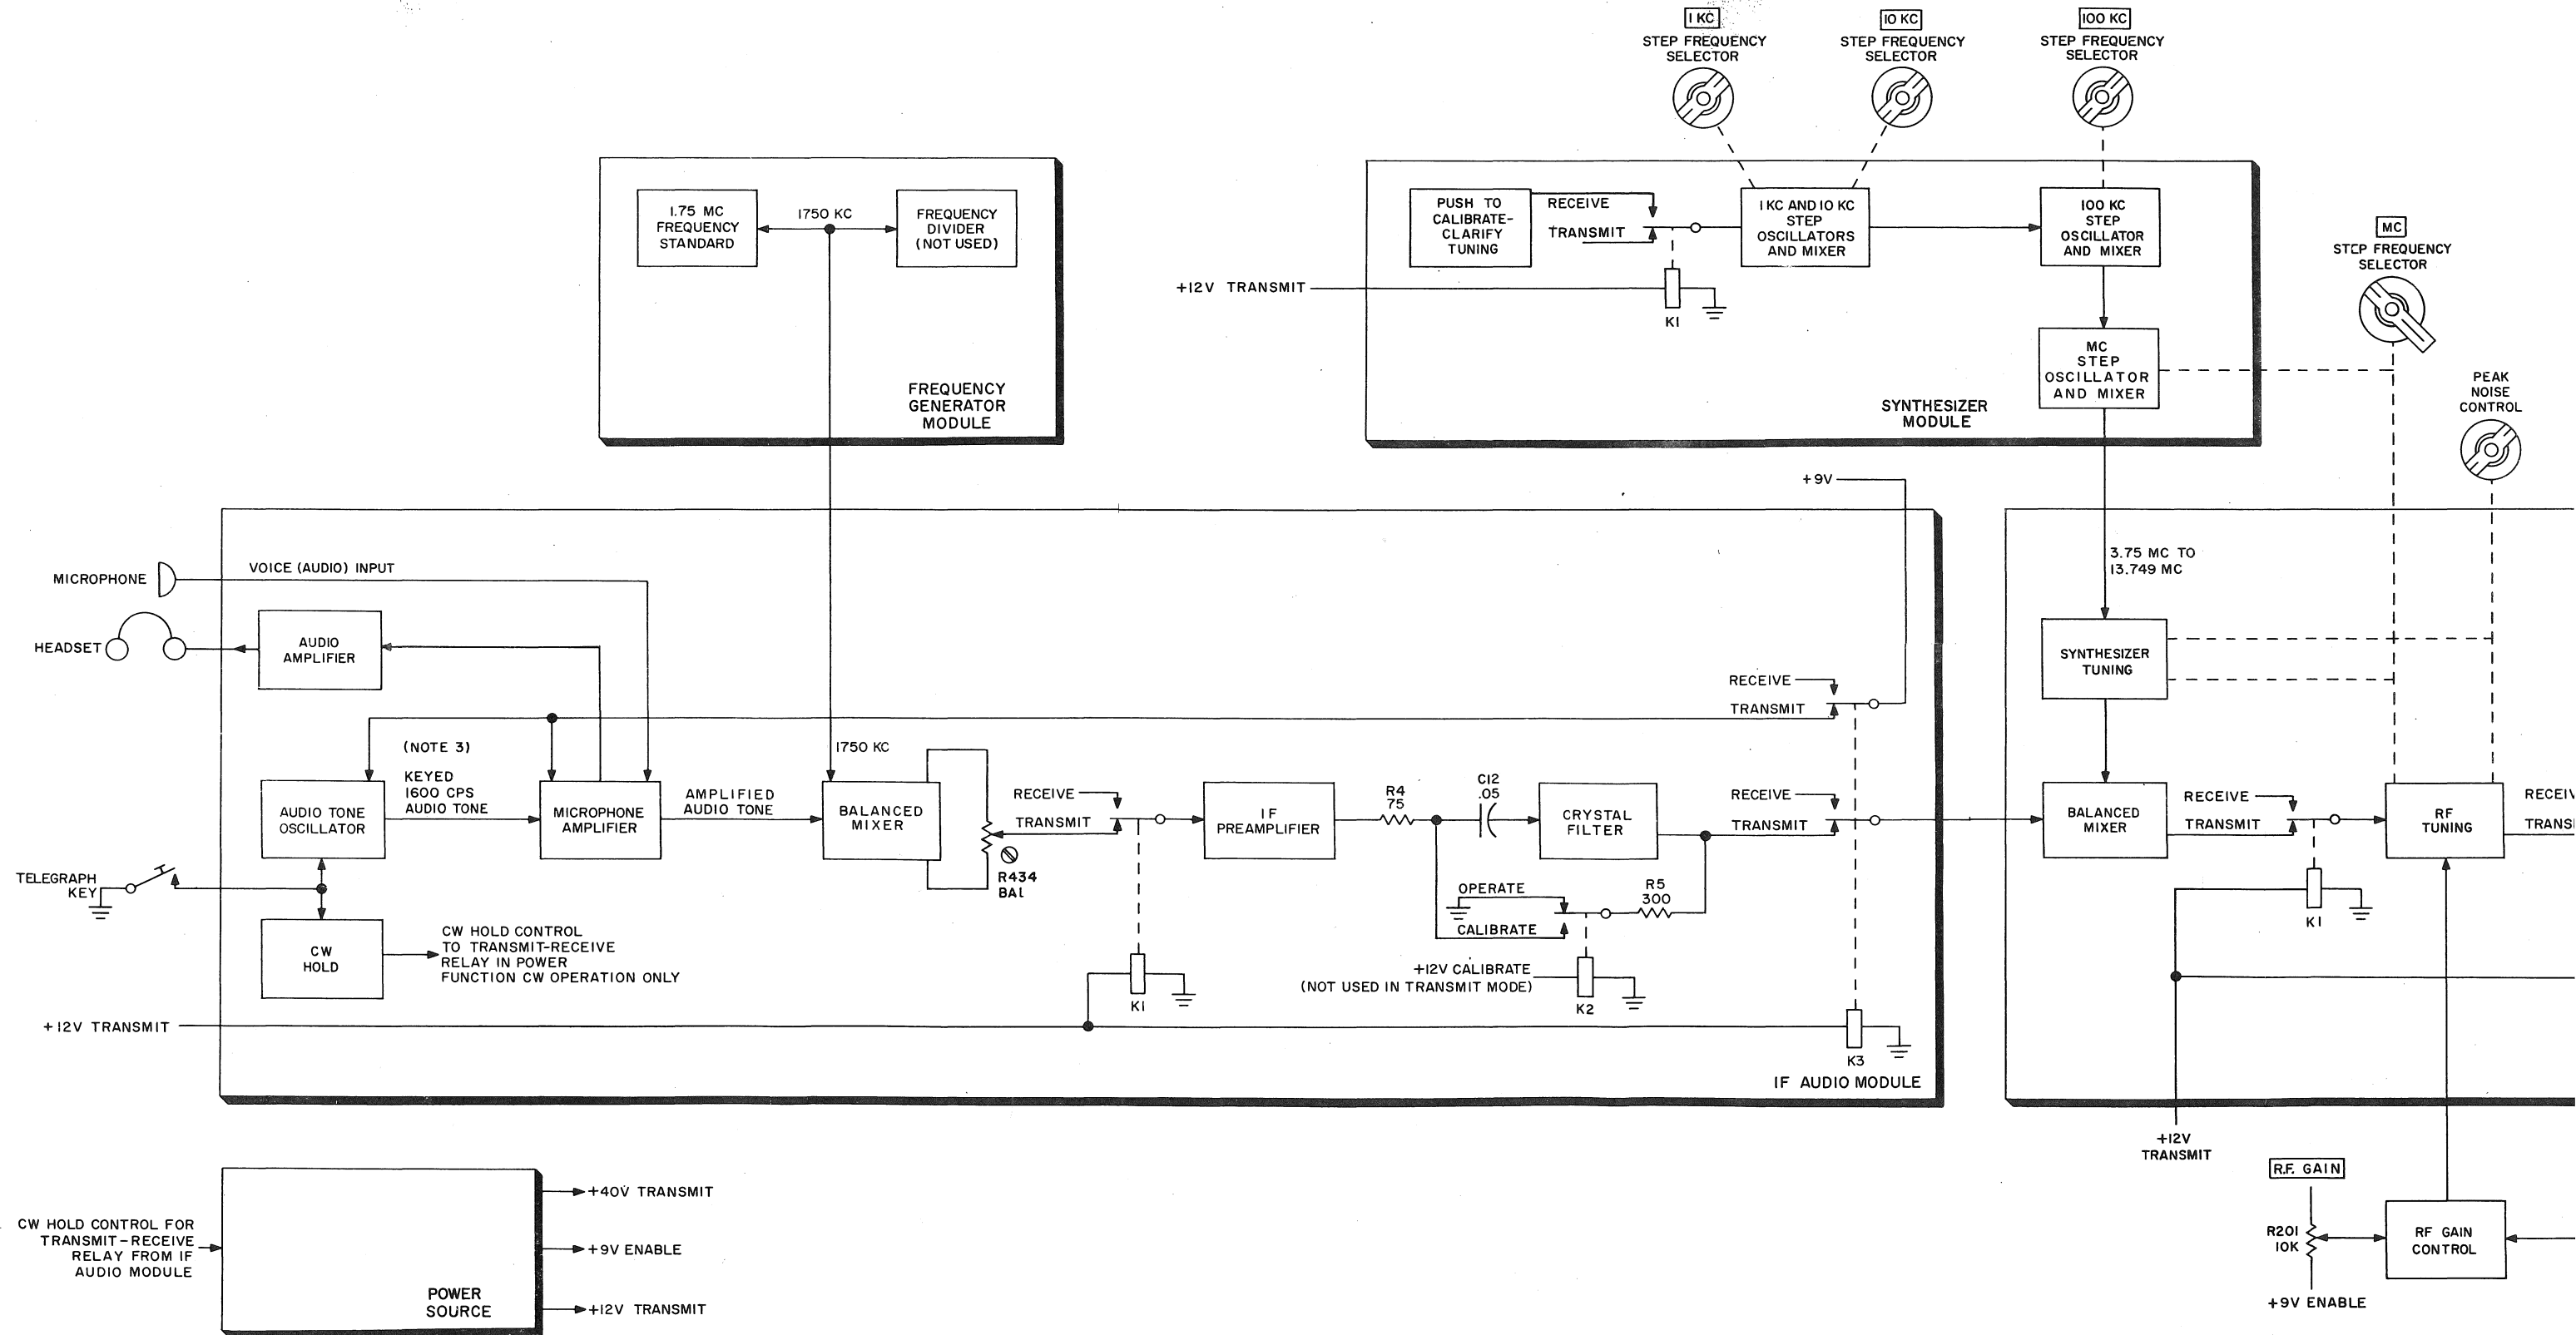 1 KC
STEP FREQUENCY
SELECTOR
10 KC
STEP FREQUENCY
SELECTOR
100 KC
STEP FREQUENCY
SELECTOR
1.75 MC
FREQUENCY
STANDARD
1750 KC
FREQUENCY
DIVIDER
(NOT USED)
FREQUENCY
GENERATOR
MODULE
PUSH TO
CALIBRATE-
CLARIFY
TUNING
RECEIVE
TRANSMIT
1 KC AND 10 KC
STEP
OSCILLATORS
AND MIXER
100 KC
STEP
OSCILLATOR
AND MIXER
+12V TRANSMIT
K1
MC
STEP
OSCILLATOR
AND MIXER
SYNTHESIZER
MODULE
MC
STEP FREQUENCY
SELECTOR
PEAK
NOISE
CONTROL
+9V
MICROPHONE
VOICE (AUDIO) INPUT
HEADSET
AUDIO
AMPLIFIER
3.75 MC TO
13.749 MC
SYNTHESIZER
TUNING
RECEIVE
TRANSMIT
(NOTE 3)
KEYED
1600 CPS
AUDIO TONE
AUDIO TONE
OSCILLATOR
MICROPHONE
AMPLIFIER
AMPLIFIED
AUDIO TONE
1750 KC
BALANCED
MIXER
R434
BAL
RECEIVE
TRANSMIT
IF
PREAMPLIFIER
R4
75
C12
.05
CRYSTAL
FILTER
RECEIVE
TRANSMIT
BALANCED
MIXER
RECEIVE
TRANSMIT
RF
TUNING
RECEIV
TRANS
TELEGRAPH
KEY
CW
HOLD
CW HOLD CONTROL
TO TRANSMIT-RECEIVE
RELAY IN POWER
FUNCTION CW OPERATION ONLY
K1
OPERATE
CALIBRATE
R5
300
+12V CALIBRATE
(NOT USED IN TRANSMIT MODE)
K2
K1
+12V TRANSMIT
K3
IF AUDIO MODULE
+12V
TRANSMIT
R.F. GAIN
R201
10K
+9V ENABLE
RF GAIN
CONTROL
CW HOLD CONTROL FOR
TRANSMIT-RECEIVE
RELAY FROM IF
AUDIO MODULE
POWER
SOURCE
+40V TRANSMIT
+9V ENABLE
+12V TRANSMIT